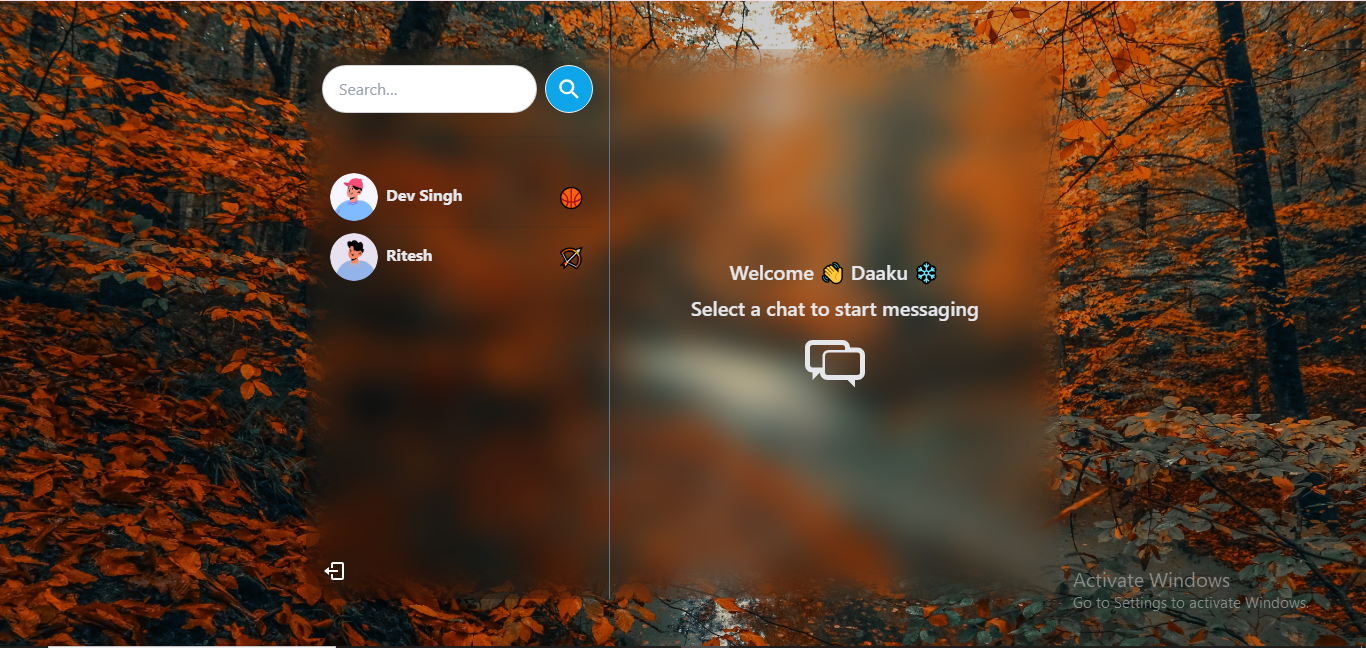 Search...
Dev Singh
Ritesh
Welcome 👋 Daaku ❄
Select a chat to start messaging
Activate Windows
Go to Settings to activate Windows.